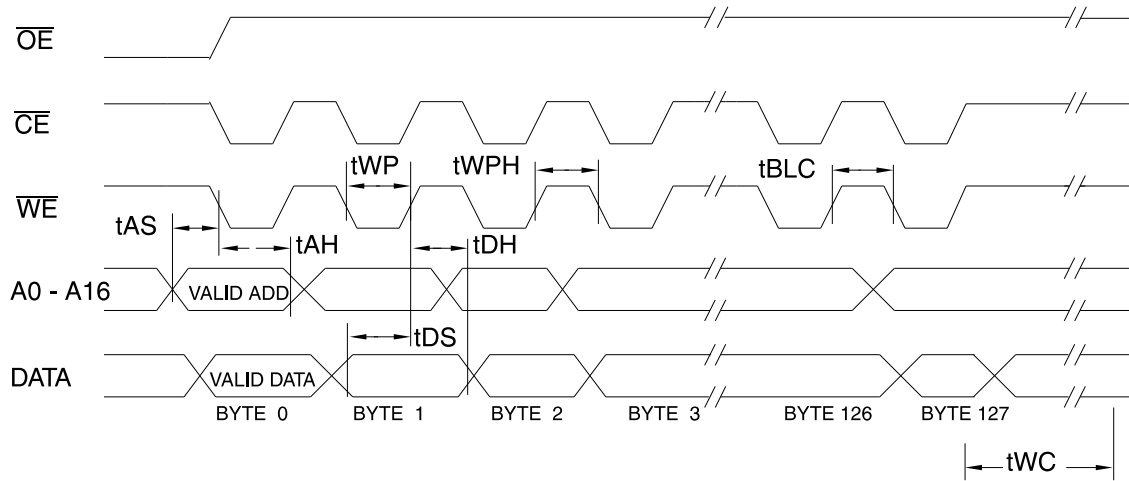 OE
CE
tWP
tWPH
tBLC
WE
tAS
tAH
tDH
A0 - A16
VALID ADD
tDS
DATA
VALID DATA
BYTE 0
BYTE 1
BYTE 2
BYTE 3
BYTE 126
BYTE 127
tWC